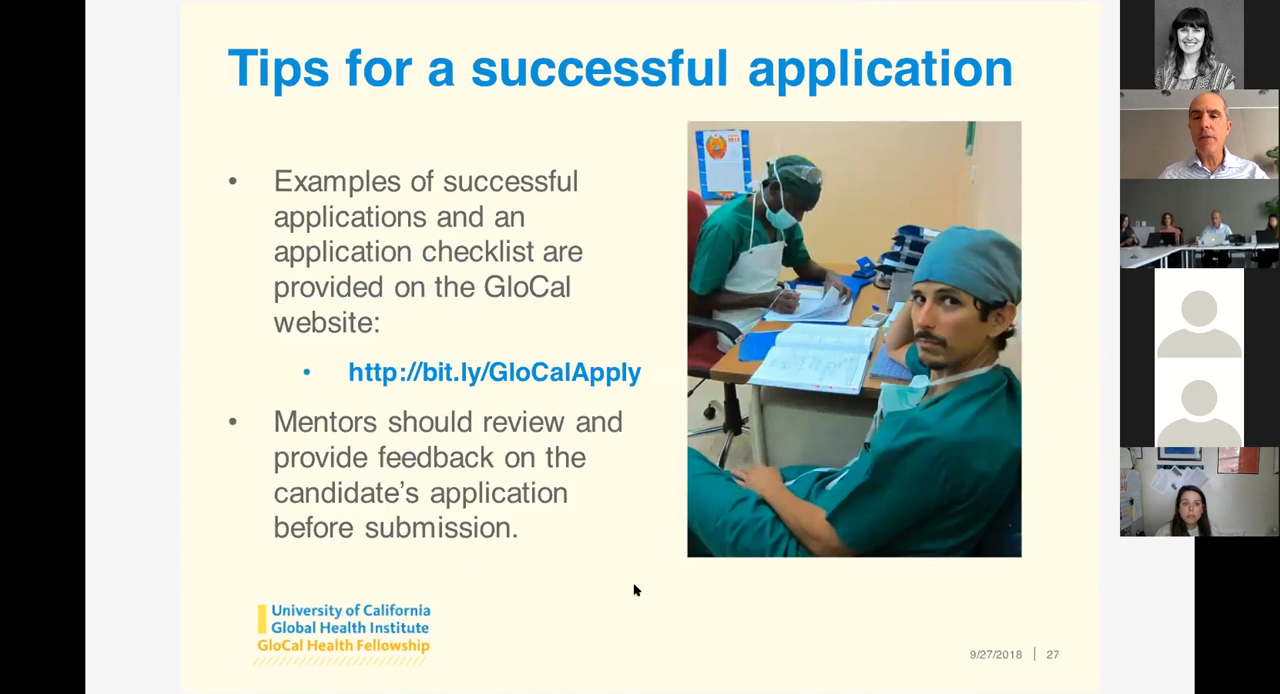 Tips for a successful application
• Examples of successful
applications and an
application checklist are
provided on the GloCal
website:
• http://bit.ly/GloCalApply
• Mentors should review and
provide feedback on the
candidate's application
before submission.
University of California
Global Health Institute
GloCal Health Fellowship
9/27/2018 | 27